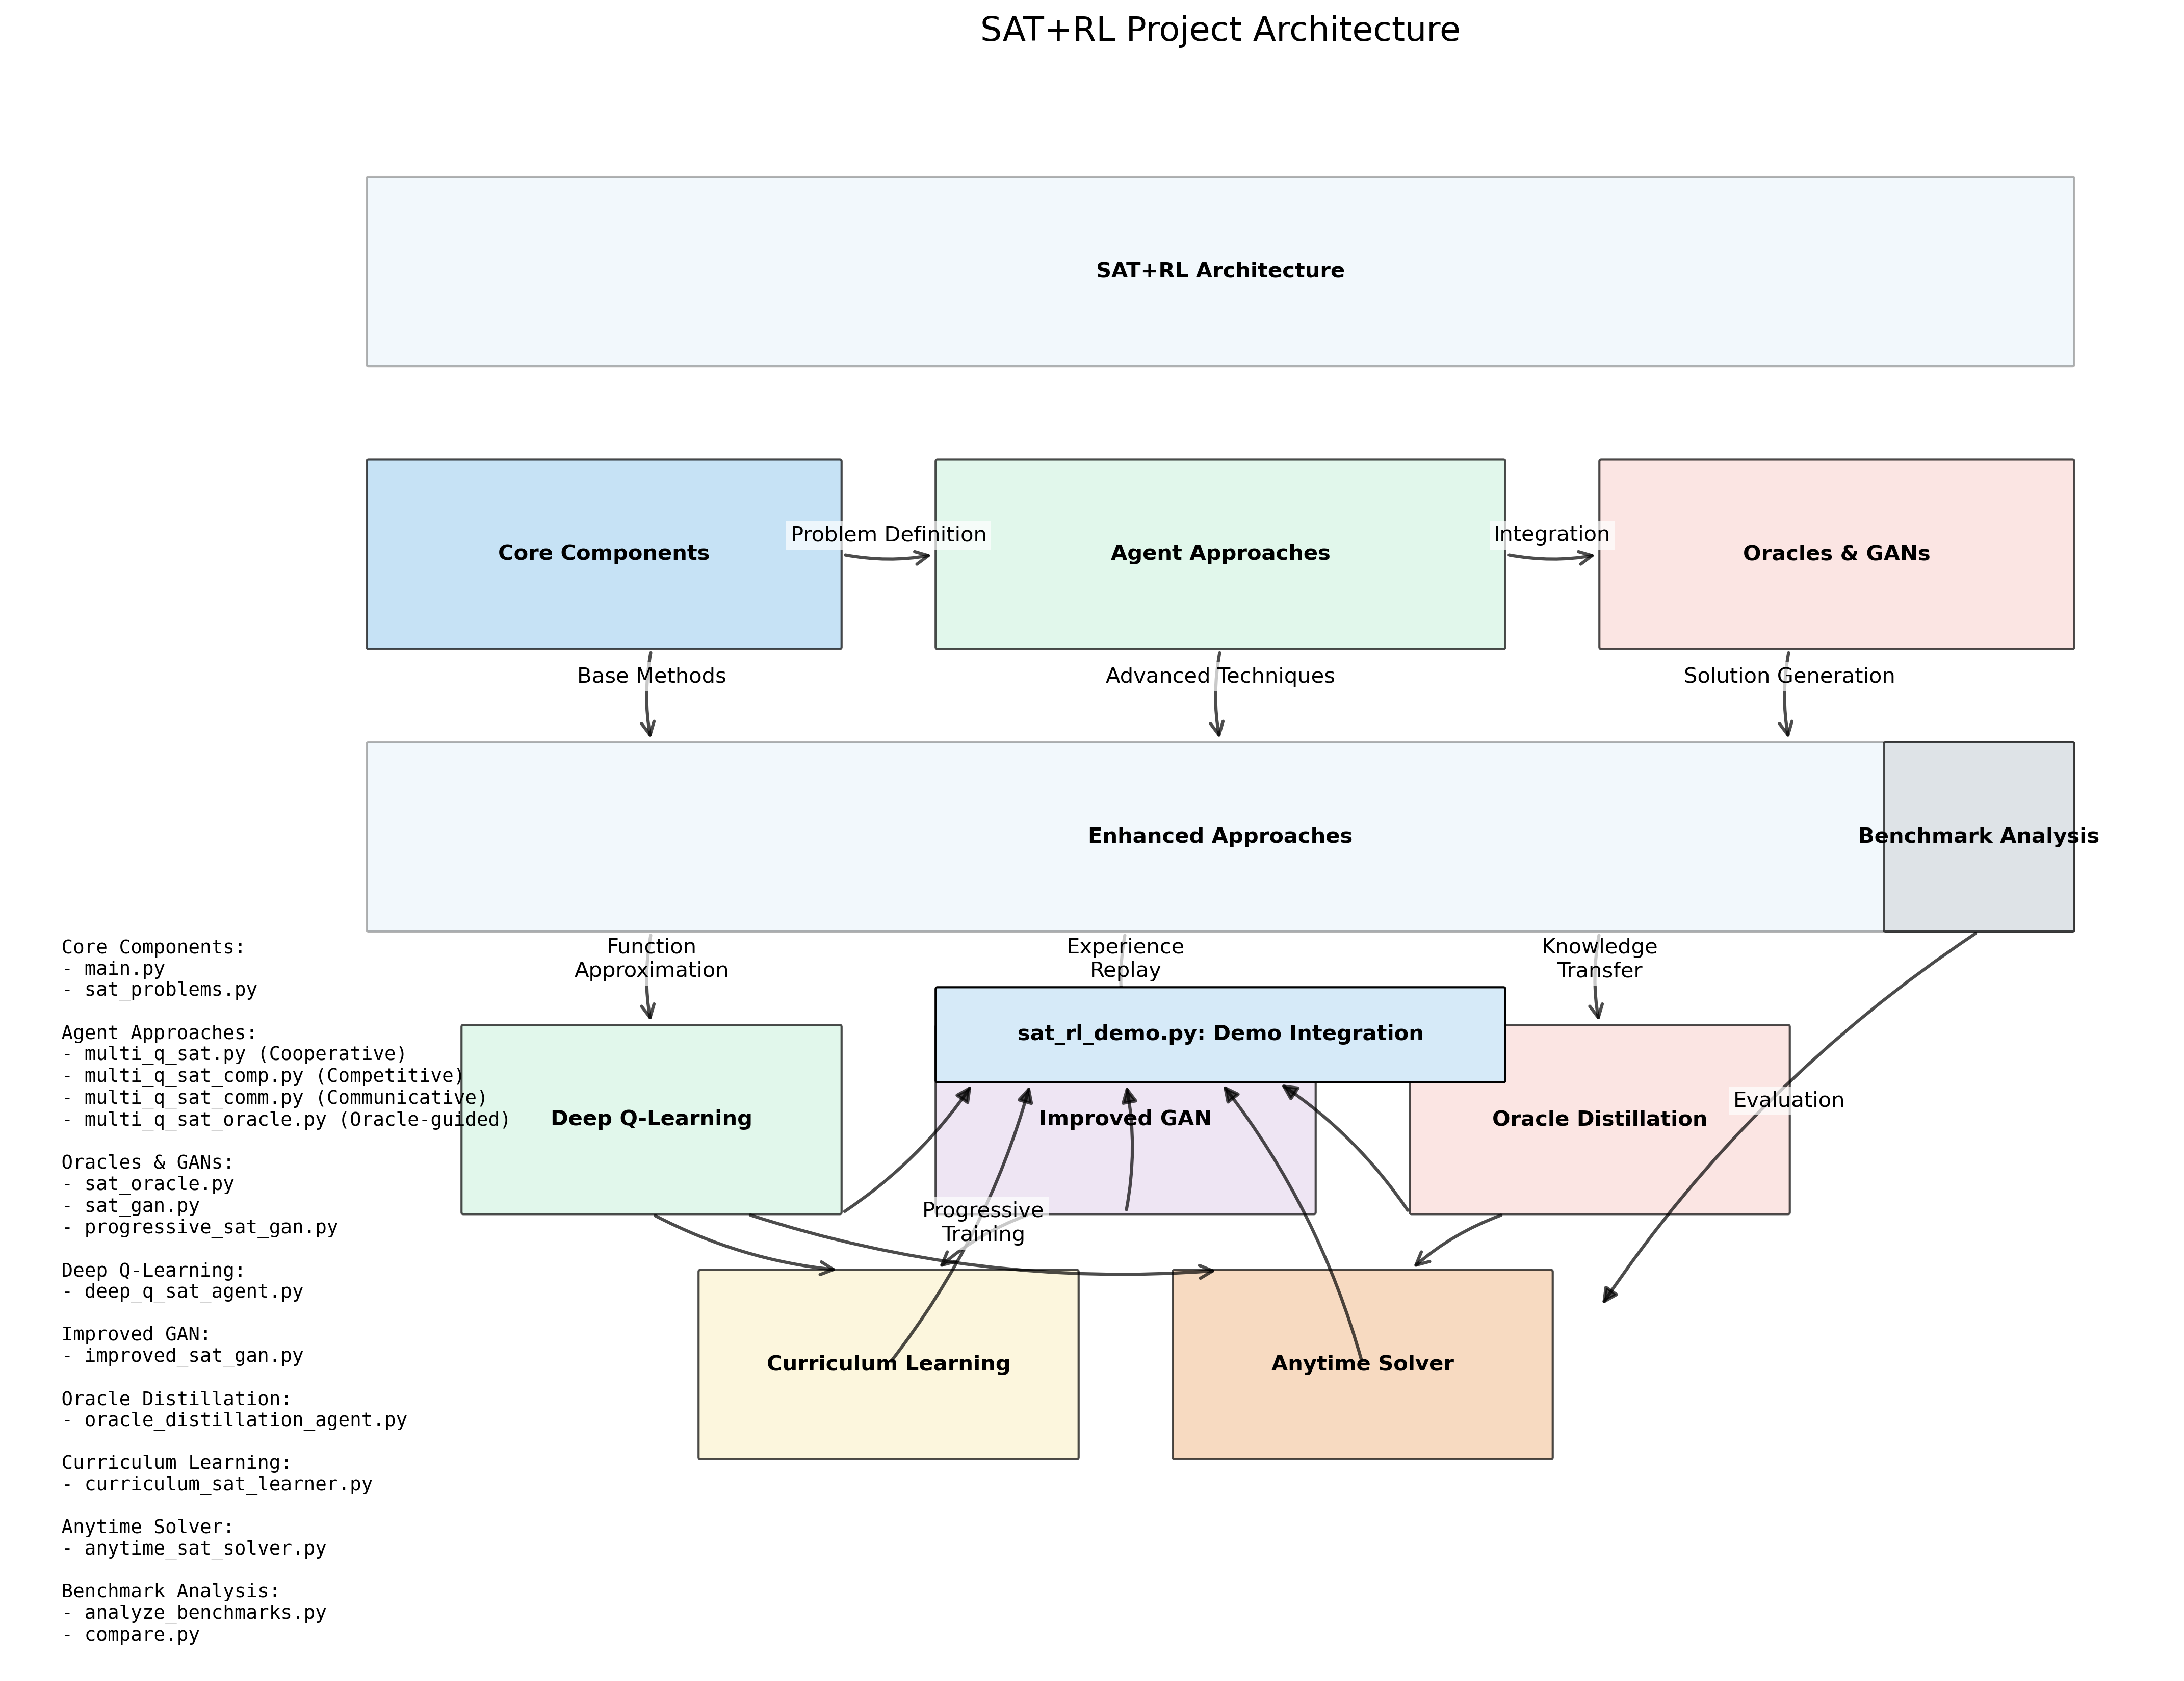 SAT+RL Project Architecture
SAT+RL Architecture
Core Components
Problem Definition
Agent Approaches
Integration
Oracles & GANs
Base Methods
Advanced Techniques
Solution Generation
Enhanced Approaches
Benchmark Analysis
Function
Approximation
Experience
Replay
Knowledge
Transfer
sat_rl_demo.py: Demo Integration
Deep Q-Learning
Improved GAN
Oracle Distillation
Evaluation
Progressive
Training
Curriculum Learning
Anytime Solver
Core Components:
- main.py
- sat_problems.py
Agent Approaches:
- multi_q_sat.py (Cooperative)
- multi_q_sat_comp.py (Competitive)
- multi_q_sat_comm.py (Communicative)
- multi_q_sat_oracle.py (Oracle-guided)
Oracles & GANs:
- sat_oracle.py
- sat_gan.py
- progressive_sat_gan.py
Deep Q-Learning:
- deep_q_sat_agent.py
Improved GAN:
- improved_sat_gan.py
Oracle Distillation:
- oracle_distillation_agent.py
Curriculum Learning:
- curriculum_sat_learner.py
Anytime Solver:
- anytime_sat_solver.py
Benchmark Analysis:
- analyze_benchmarks.py
- compare.py